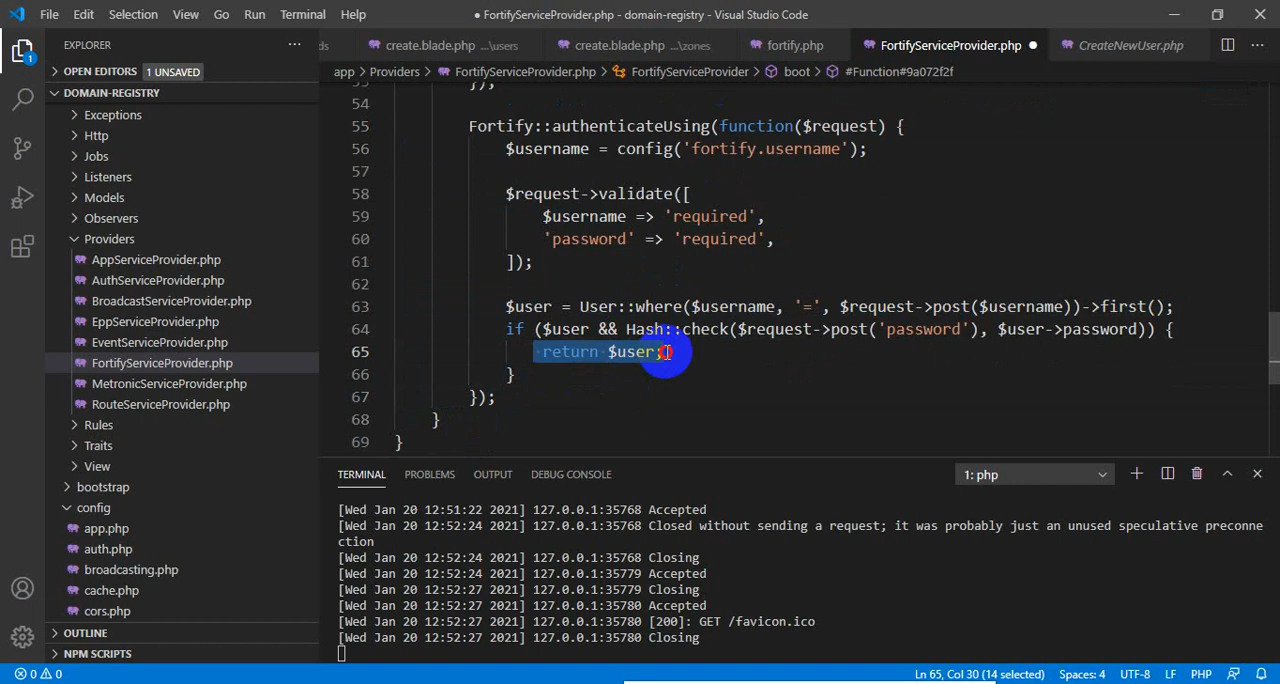 File Edit Selection View Go Run Terminal Help
● FortifyServiceProvider.php - domain-registry - Visual Studio Code
EXPLORER
ds create.blade.php ...\users create.blade.php ...\zones fortify.php FortifyServiceProvider.php CreateNewUser.php
OPEN EDITORS 1 UNSAVED
app > Providers > FortifyServiceProvider.php > FortifyServiceProvider > boot > #Function#9a072f2f
DOMAIN-REGISTRY
Exceptions
Http
Jobs
Listeners
Models
Observers
Providers
AppServiceProvider.php
AuthServiceProvider.php
BroadcastServiceProvider.php
EppServiceProvider.php
EventServiceProvider.php
FortifyServiceProvider.php
MetronicServiceProvider.php
RouteServiceProvider.php
Rules
Traits
View
bootstrap
config
app.php
auth.php
broadcasting.php
cache.php
cors.php
OUTLINE
NPM SCRIPTS
53 });
54
55 Fortify::authenticateUsing(function($request) {
56 $username = config('fortify.username');
57
58 $request->validate([
59 $username => 'required',
60 'password' => 'required',
61 ]);
62
63 $user = User::where($username, '=', $request->post($username))->first();
64 if ($user && Hash::check($request->post('password'), $user->password)) {
65 return $user;
66 }
67 });
68 }
69 }
TERMINAL PROBLEMS OUTPUT DEBUG CONSOLE 1: php
[Wed Jan 20 12:51:22 2021] 127.0.0.1:35768 Accepted
[Wed Jan 20 12:52:24 2021] 127.0.0.1:35768 Closed without sending a request; it was probably just an unused speculative preconne
ction
[Wed Jan 20 12:52:24 2021] 127.0.0.1:35768 Closing
[Wed Jan 20 12:52:24 2021] 127.0.0.1:35779 Accepted
[Wed Jan 20 12:52:27 2021] 127.0.0.1:35779 Closing
[Wed Jan 20 12:52:27 2021] 127.0.0.1:35780 Accepted
[Wed Jan 20 12:52:27 2021] 127.0.0.1:35780 [200]: GET /favicon.ico
[Wed Jan 20 12:52:27 2021] 127.0.0.1:35780 Closing
0 0 Ln 65, Col 30 (14 selected) Spaces: 4 UTF-8 LF PHP